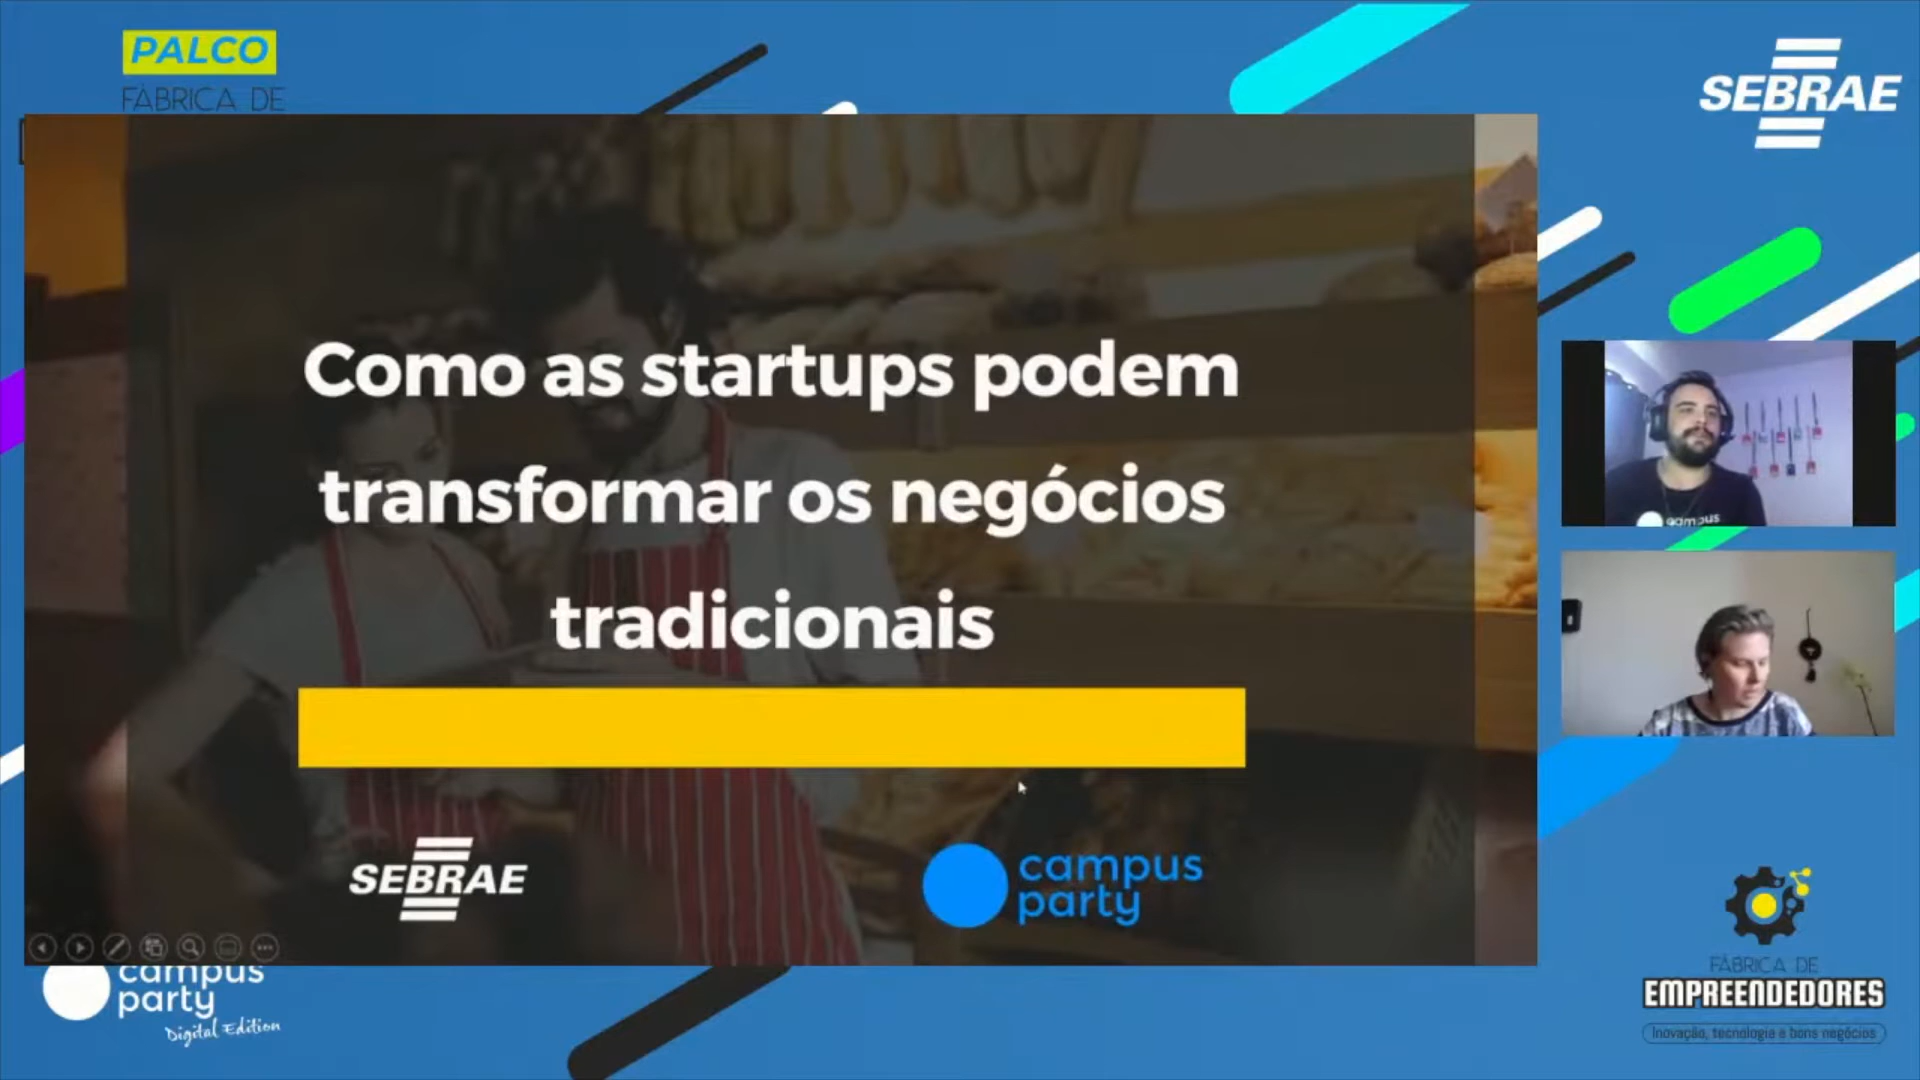 PALCO
FÁBRICA DE
SEBRAE
Como as startups podem
transformar os negócios
tradicionais
SEBRAE
campus
party
campus
campus
party
Digital Edition
FÁBRICA DE
EMPREENDEDORES
Inovação, tecnologia e bons negócios